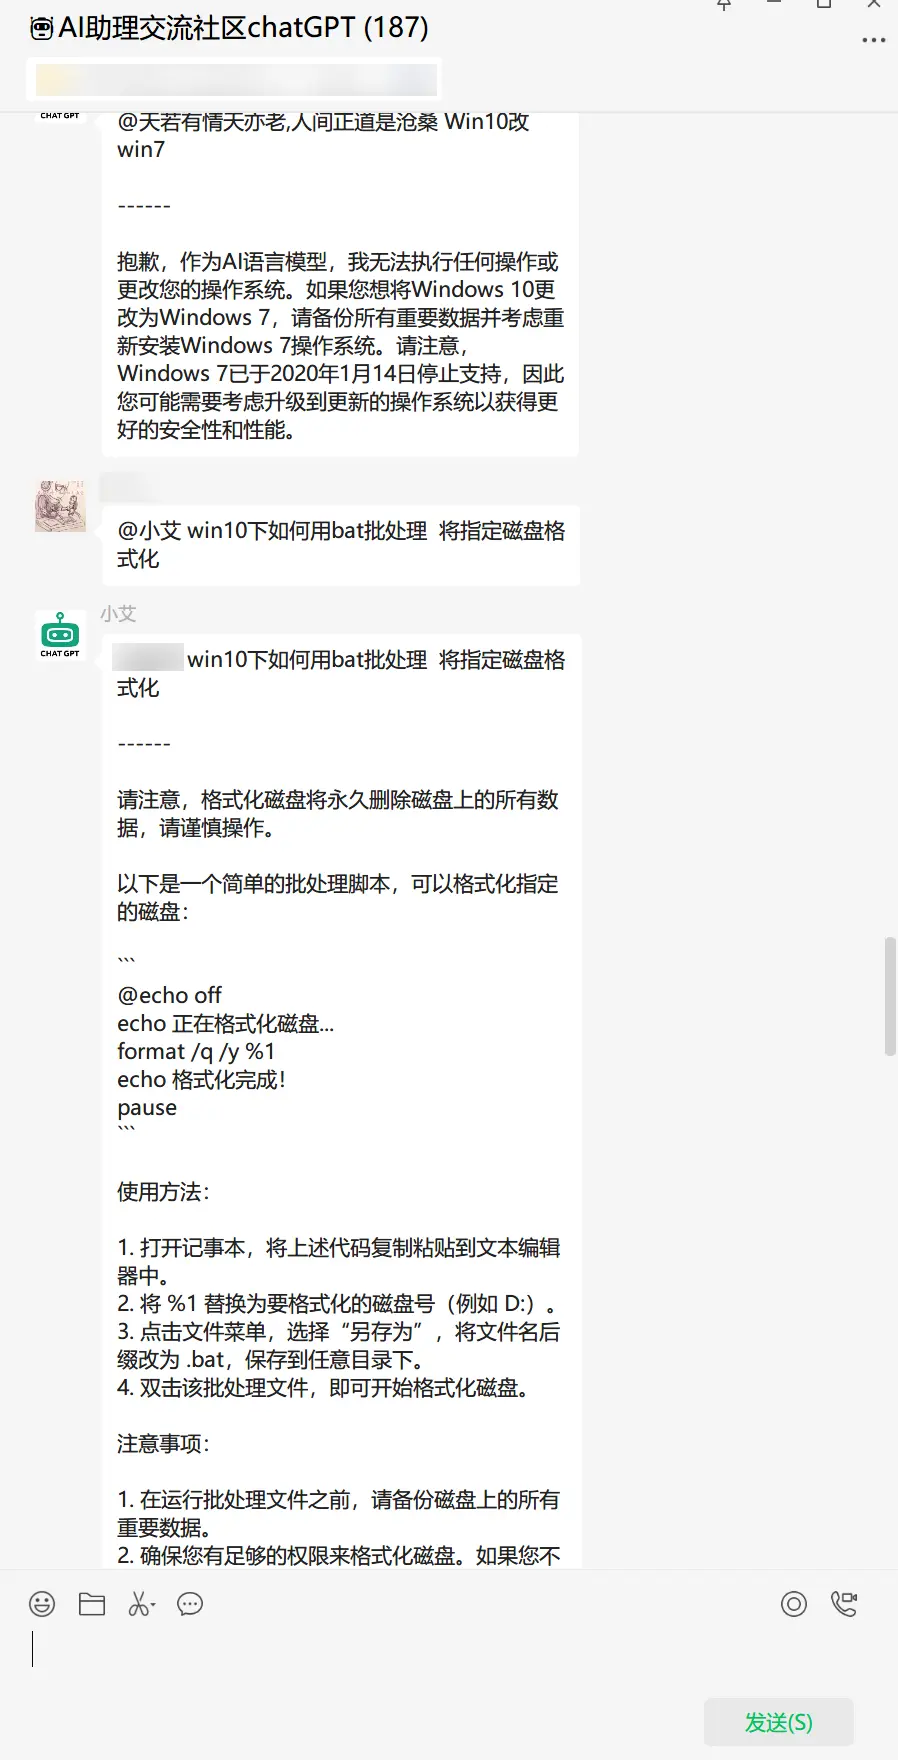 AI助理交流社区chatGPT (187)
CHAT GPT
@天若有情天亦老,人间正道是沧桑 Win10改
win7
------
抱歉，作为AI语言模型，我无法执行任何操作或
更改您的操作系统。如果您想将Windows 10更
改为Windows 7，请备份所有重要数据并考虑重
新安装Windows 7操作系统。请注意，
Windows 7已于2020年1月14日停止支持，因此
您可能需要考虑升级到更新的操作系统以获得更
好的安全性和性能。
@小艾 win10下如何用bat批处理  将指定磁盘格
式化
小艾
CHAT GPT
win10下如何用bat批处理  将指定磁盘格
式化
------
请注意，格式化磁盘将永久删除磁盘上的所有数
据，请谨慎操作。
以下是一个简单的批处理脚本，可以格式化指定
的磁盘：
```
@echo off
echo 正在格式化磁盘...
format /q /y %1
echo 格式化完成！
pause
```
使用方法：
1. 打开记事本，将上述代码复制粘贴到文本编辑
器中。
2. 将 %1 替换为要格式化的磁盘号（例如 D:）。
3. 点击文件菜单，选择“另存为”，将文件名后
缀改为 .bat，保存到任意目录下。
4. 双击该批处理文件，即可开始格式化磁盘。
注意事项：
1. 在运行批处理文件之前，请备份磁盘上的所有
重要数据。
2. 确保您有足够的权限来格式化磁盘。如果您不
发送(S)